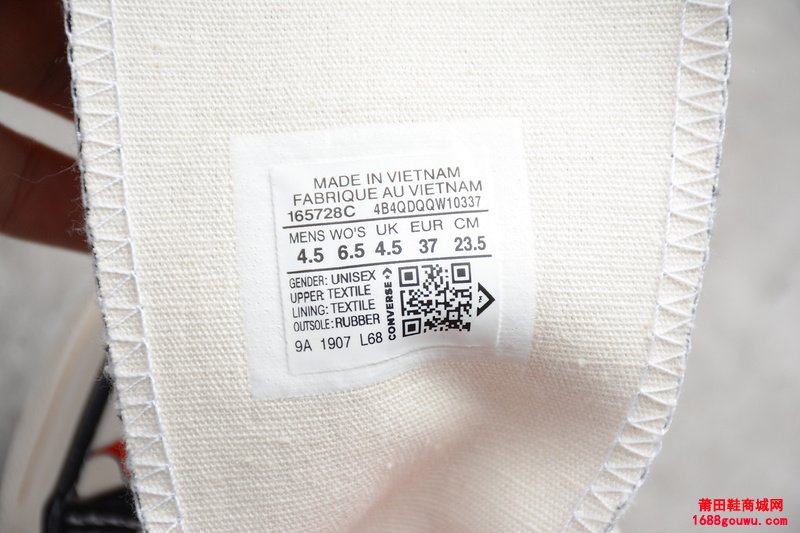 MADE IN VIETNAM
FABRIQUE AU VIETNAM
165728C 4B4QDQQW10337
MENS WO'S UK EUR CM
4.5 6.5 4.5 37 23.5
GENDER: UNISEX
UPPER: TEXTILE
LINING: TEXTILE
OUTSOLE: RUBBER
9A 1907 L68
CONVERSE
TM
莆田鞋商城网
1688gouwu.com